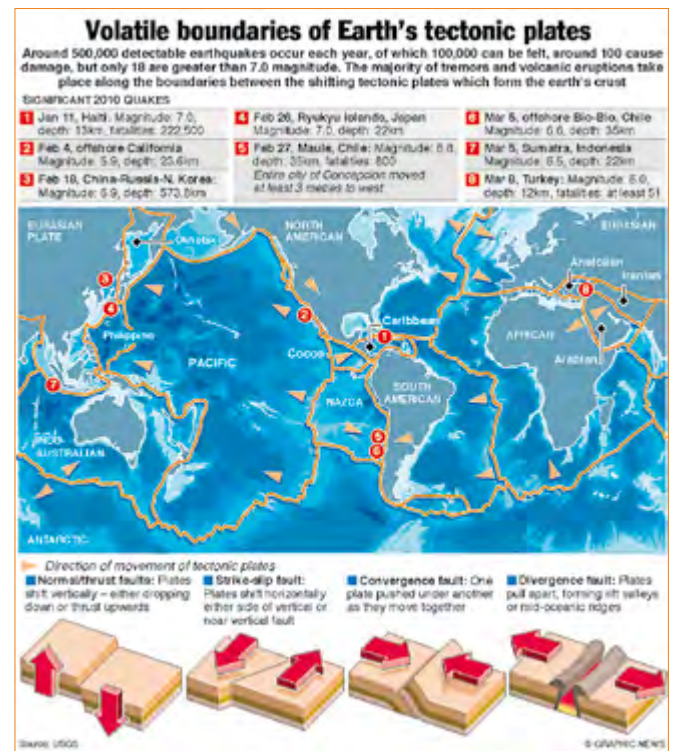 Volatile boundaries of Earth's tectonic plates
Around 500,000 detectable earthquakes occur each year, of which 100,000 can be felt, around 100 cause
damage, but only 18 are greater than 7.0 magnitude. The majority of tremors and volcanic eruptions take
place along the boundaries between the shifting tectonic plates which form the earth's crust
SIGNIFICANT 2010 QUAKES
1 Jan 11, Haiti. Magnitude: 7.0,
depth: 13km, fatalities: 222,500
2 Feb 4, offshore California
Magnitude: 5.9, depth: 23.6km
3 Feb 18, China-Russia-N. Korea:
Magnitude: 6.9, depth: 573.8km
4 Feb 26, Ryukyu Islands, Japan
Magnitude: 7.0, depth: 22km
5 Feb 27, Maule, Chile: Magnitude: 8.8,
depth: 35km, fatalities: 800
Entire city of Concepcion moved
at least 3 metres to west
6 Mar 5, offshore Bio-Bio, Chile
Magnitude: 6.6, depth: 35km
7 Mar 5, Sumatra, Indonesia
Magnitude: 6.5, depth: 22km
8 Mar 8, Turkey: Magnitude: 6.0,
depth: 12km, fatalities: at least 51
EURASIAN
PLATE
Okhotsk
NORTH
AMERICAN
EURASIAN
Anatolian
Iranian
3
4
2
8
Philippine
Caribbean
1
AFRICAN
PACIFIC
Cocos
Arabian
7
NAZCA
SOUTH
AMERICAN
INDO-
AUSTRALIAN
5
6
ANTARCTIC
Direction of movement of tectonic plates
Normal/thrust faults: Plates
shift vertically – either dropping
down or thrust upwards
Strike-slip fault:
Plates shift horizontally
either side of vertical or
near vertical fault
Convergence fault: One
plate pushed under another
as they move together
Divergence fault: Plates
pull apart, forming rift valleys
or mid-oceanic ridges
Source: USGS
© GRAPHIC NEWS